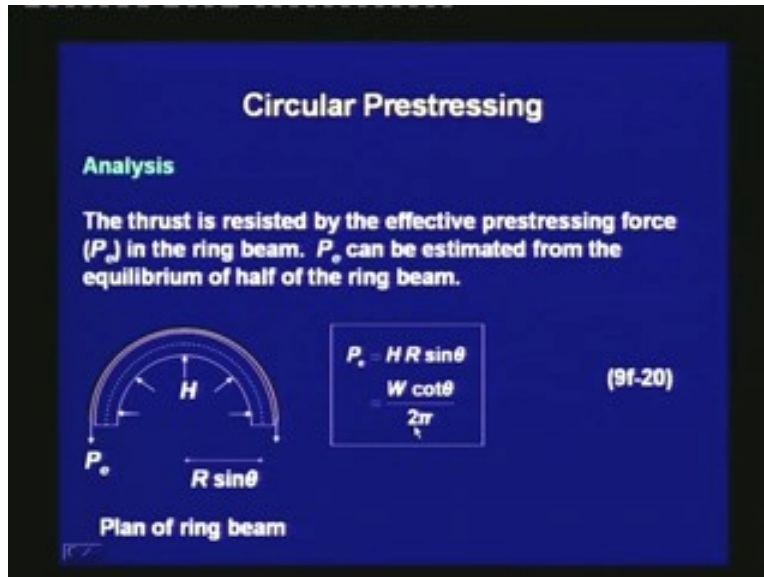 Circular Prestressing
Analysis
The thrust is resisted by the effective prestressing force
(Pe) in the ring beam. Pe can be estimated from the
equilibrium of half of the ring beam.
Pe = H R sinθ
= W cotθ / 2π
(9f-20)
H
Pe
R sinθ
Plan of ring beam